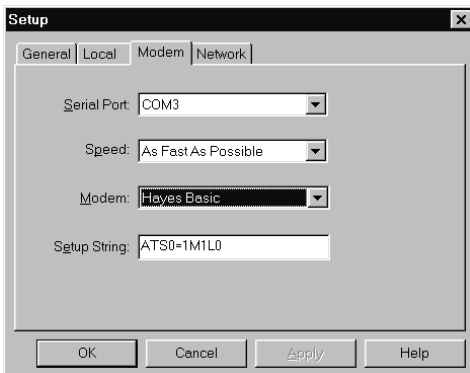 Setup
General Local Modem Network
Serial Port: COM3
Speed: As Fast As Possible
Modem: Hayes Basic
Setup String: ATS0=1M1L0
OK Cancel Apply Help